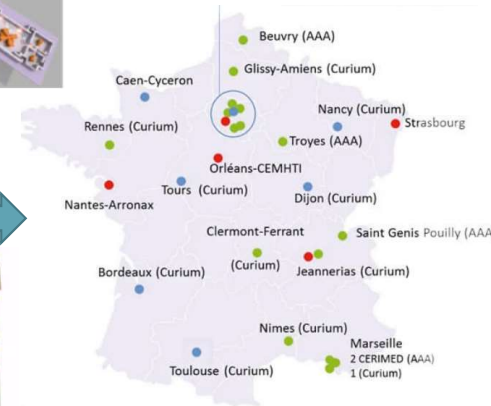 Beuvry (AAA)
Glissy-Amiens (Curium)
Caen-Cyceron
Nancy (Curium)
Strasbourg
Rennes (Curium)
Troyes (AAA)
Orléans-CEMHTI
Tours (Curium)
Dijon (Curium)
Nantes-Arronax
Clermont-Ferrant
(Curium)
Saint Genis Pouilly (AAA
Jeannerias (Curium)
Bordeaux (Curium)
Nimes (Curium)
Marseille
2 CERIMED (AAA)
1 (Curium)
Toulouse (Curium)